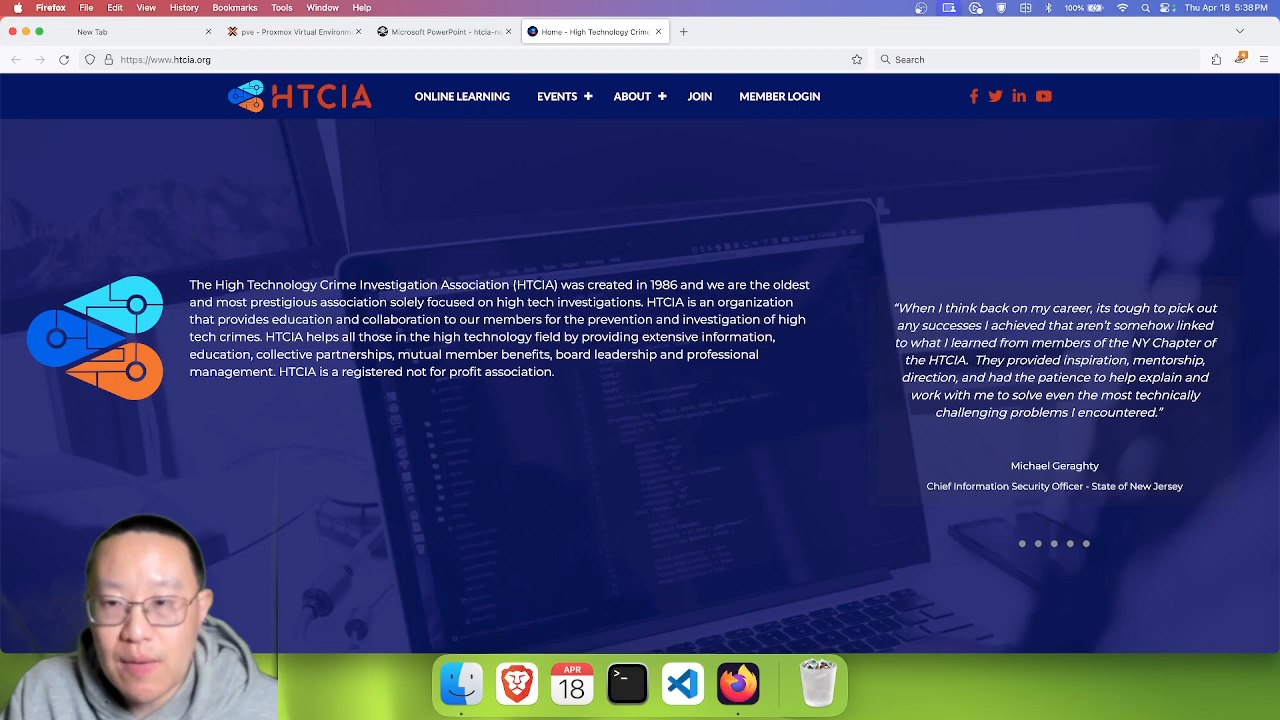 Firefox File Edit View History Bookmarks Tools Window Help 100% Thu Apr 18 5:38 PM
New Tab pve - Proxmox Virtual Environm Microsoft PowerPoint - htcia-ne Home - High Technology Crime
https://www.htcia.org Search
HTCIA ONLINE LEARNING EVENTS + ABOUT + JOIN MEMBER LOGIN
The High Technology Crime Investigation Association (HTCIA) was created in 1986 and we are the oldest
and most prestigious association solely focused on high tech investigations. HTCIA is an organization
that provides education and collaboration to our members for the prevention and investigation of high
tech crimes. HTCIA helps all those in the high technology field by providing extensive information,
education, collective partnerships, mutual member benefits, board leadership and professional
management. HTCIA is a registered not for profit association.
“When I think back on my career, its tough to pick out
any successes I achieved that aren’t somehow linked
to what I learned from members of the NY Chapter of
the HTCIA. They provided inspiration, mentorship,
direction, and had the patience to help explain and
work with me to solve even the most technically
challenging problems I encountered.”
Michael Geraghty
Chief Information Security Officer - State of New Jersey
APR
18